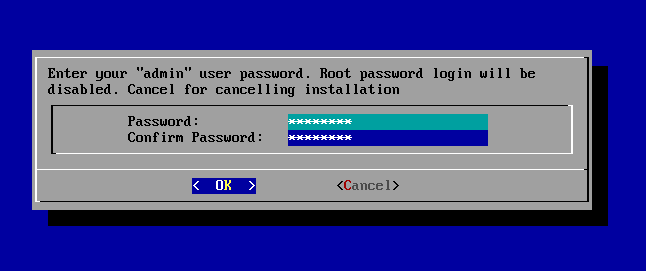 Enter your "admin" user password. Root password login will be
disabled. Cancel for cancelling installation
Password: ********
Confirm Password: ********
< OK > <Cancel>